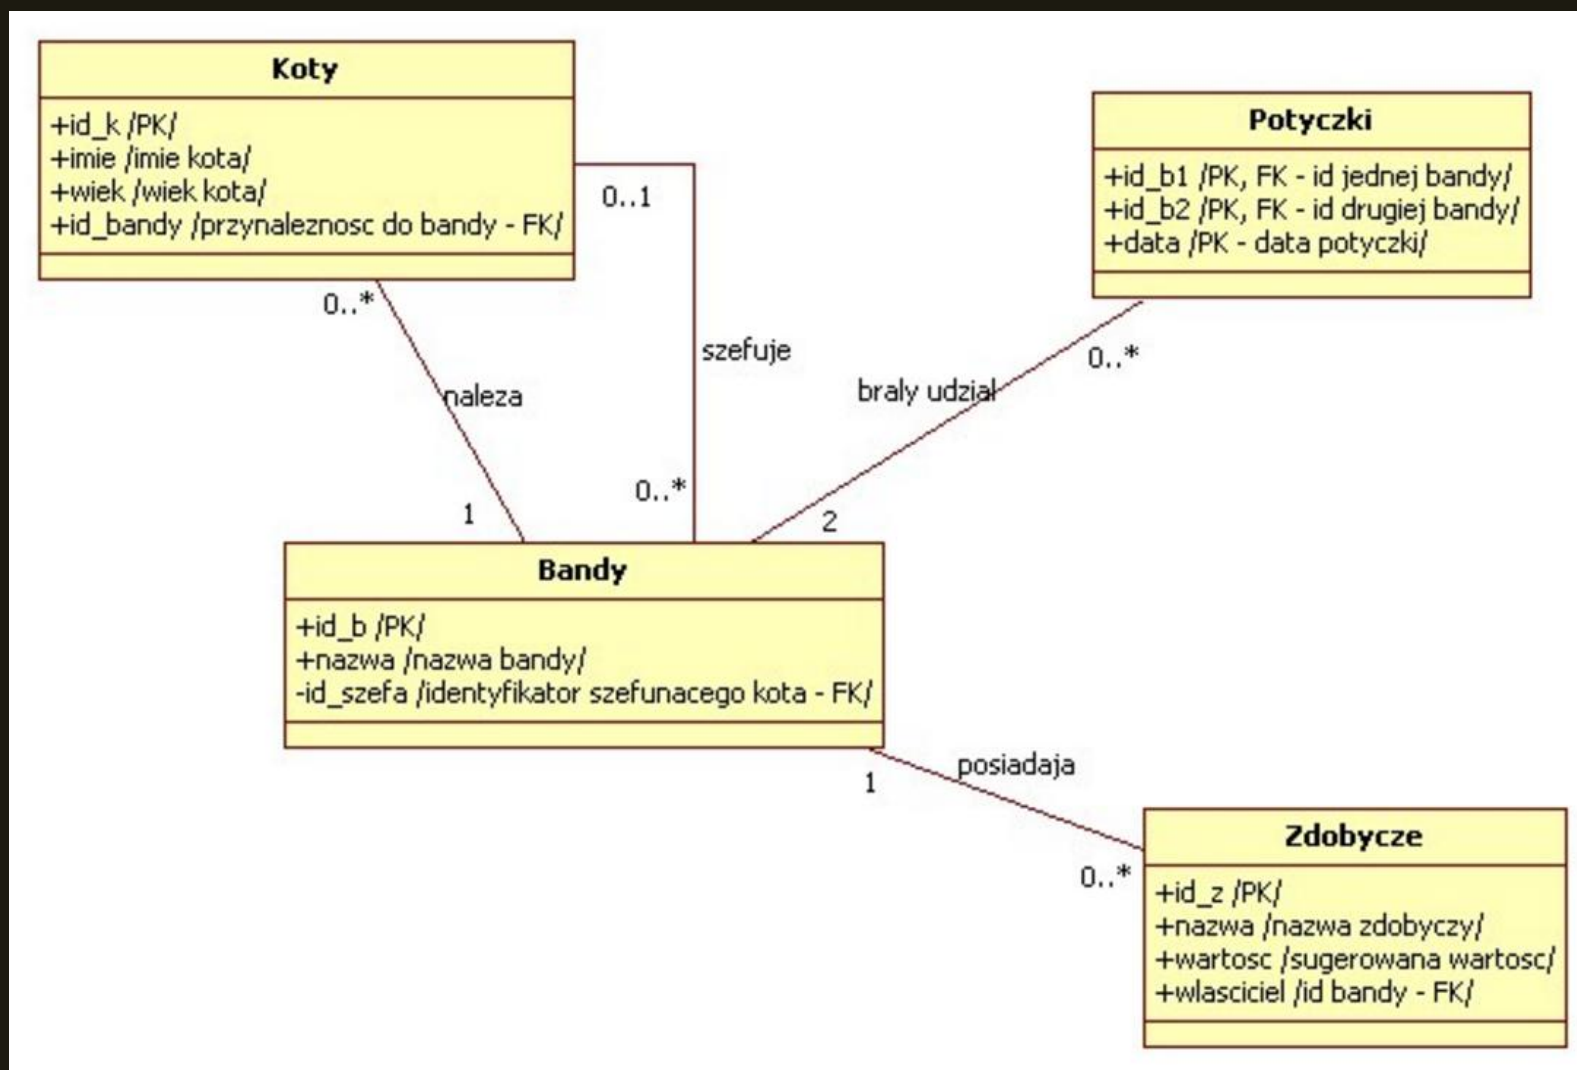 Koty
+id_k /PK/
+imie /imie kota/
+wiek /wiek kota/
+id_bandy /przynaleznosc do bandy - FK/
0..1
0..*
naleza
1
szefuje
0..*
Potyczki
+id_b1 /PK, FK - id jednej bandy/
+id_b2 /PK, FK - id drugiej bandy/
+data /PK - data potyczki/
0..*
braly udzial
2
Bandy
+id_b /PK/
+nazwa /nazwa bandy/
-id_szefa /identyfikator szefunacego kota - FK/
1
posiadaja
0..*
Zdobycze
+id_z /PK/
+nazwa /nazwa zdobyczy/
+wartosc /sugerowana wartosc/
+wlasciciel /id bandy - FK/